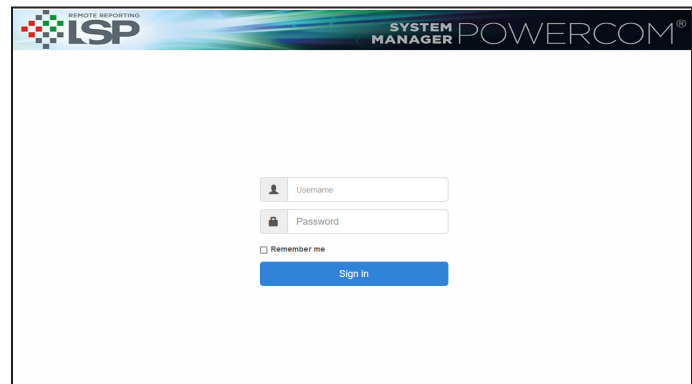 REMOTE REPORTING
LSP
SYSTEM
MANAGER
POWERCOM®
Username
Password
Remember me
Sign in